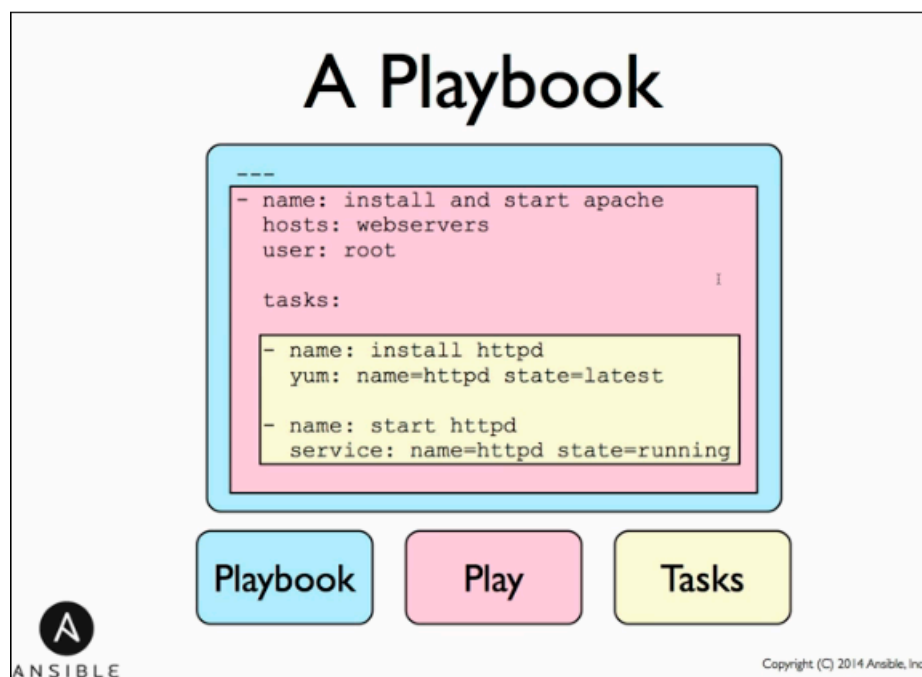 A Playbook
---
- name: install and start apache
hosts: webservers
user: root
tasks:
- name: install httpd
yum: name=httpd state=latest
- name: start httpd
service: name=httpd state=running
Playbook
Play
Tasks
ANSIBLE
Copyright (C) 2014 Ansible, Inc